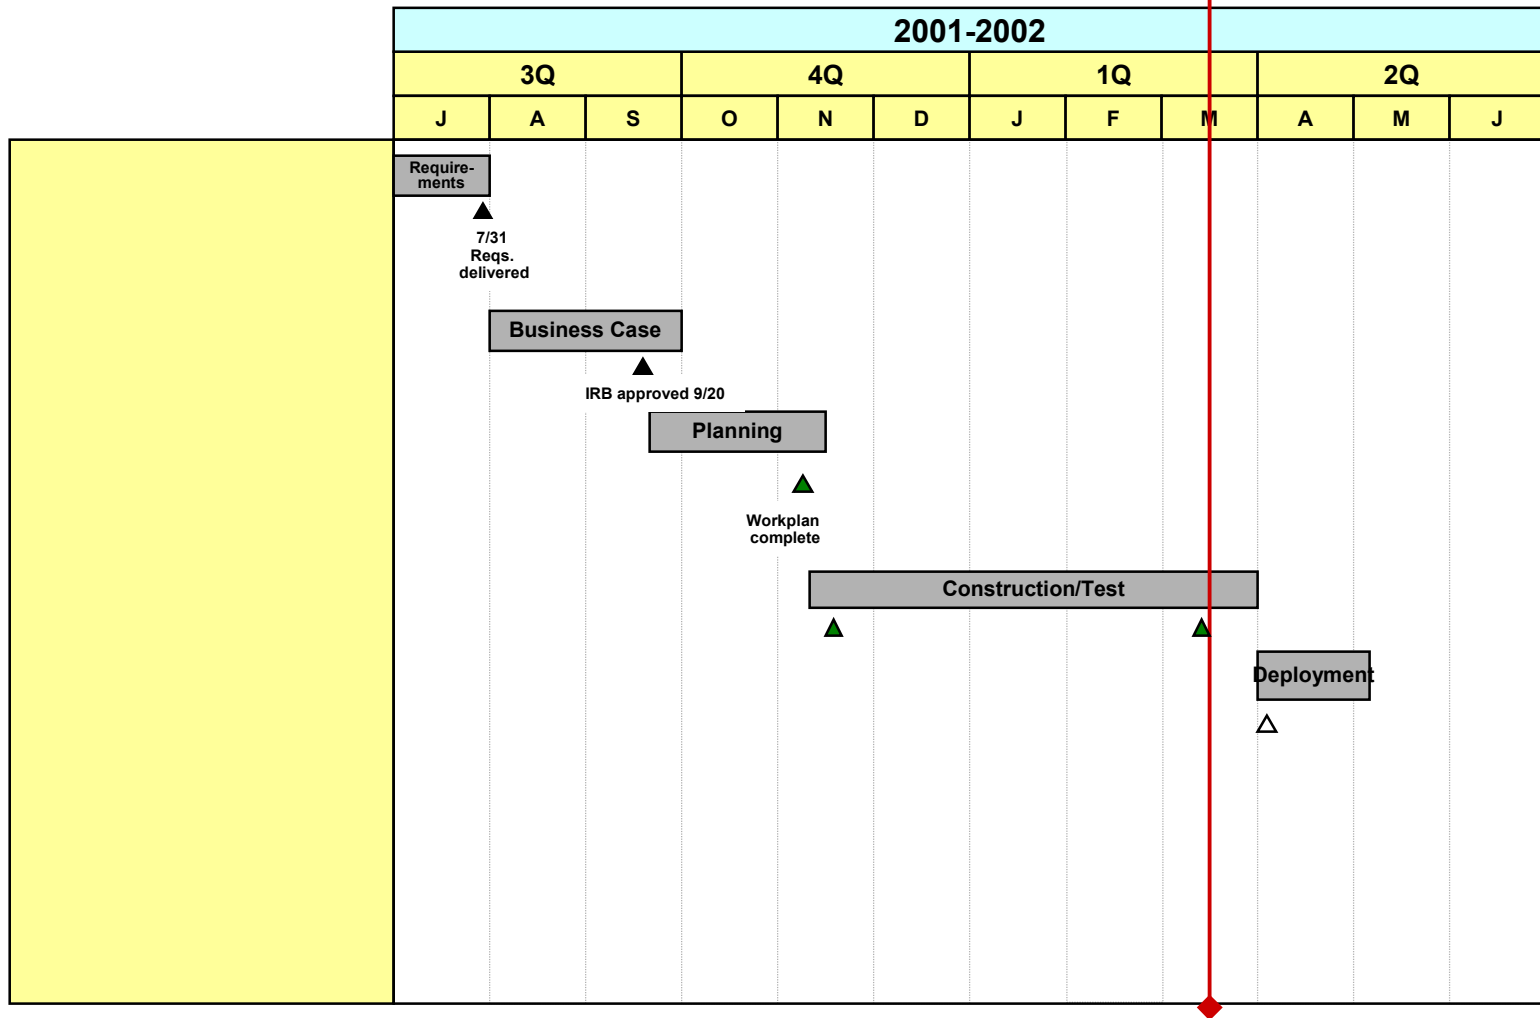 2001-2002
3Q 4Q 1Q 2Q
J A S O N D J F M A M J
Require-
ments
7/31
Reqs.
delivered
Business Case
IRB approved 9/20
Planning
Workplan
complete
Construction/Test
Deployment